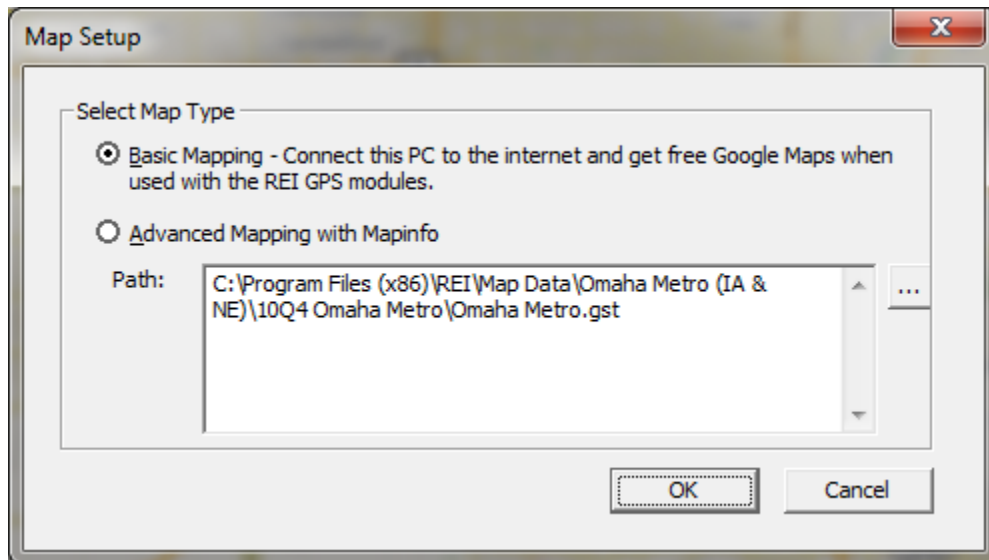 Map Setup
Select Map Type
Basic Mapping - Connect this PC to the internet and get free Google Maps when
used with the REI GPS modules.
Advanced Mapping with Mapinfo
Path:
C:\Program Files (x86)\REI\Map Data\Omaha Metro (IA &
NE)\10Q4 Omaha Metro\Omaha Metro.gst
...
OK
Cancel